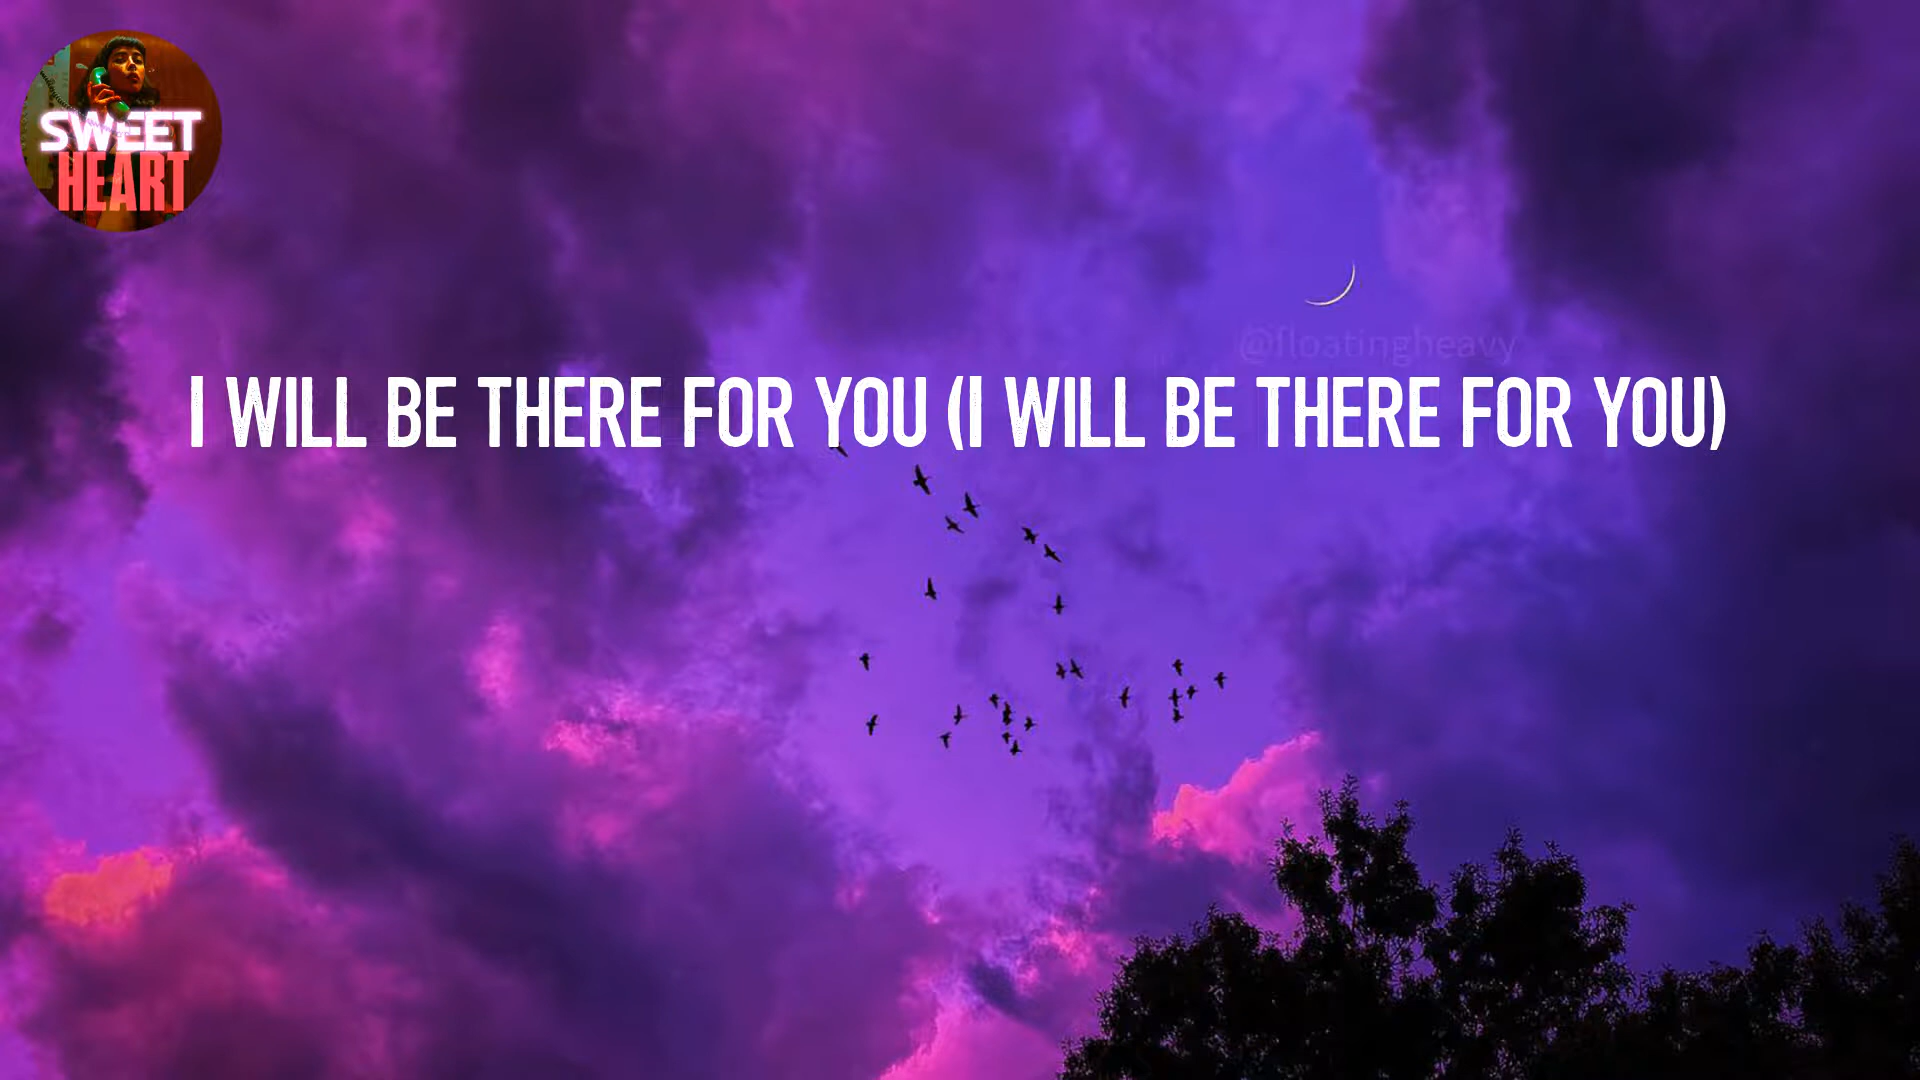 SWEET
HEART
@floatingheavy
I WILL BE THERE FOR YOU (I WILL BE THERE FOR YOU)